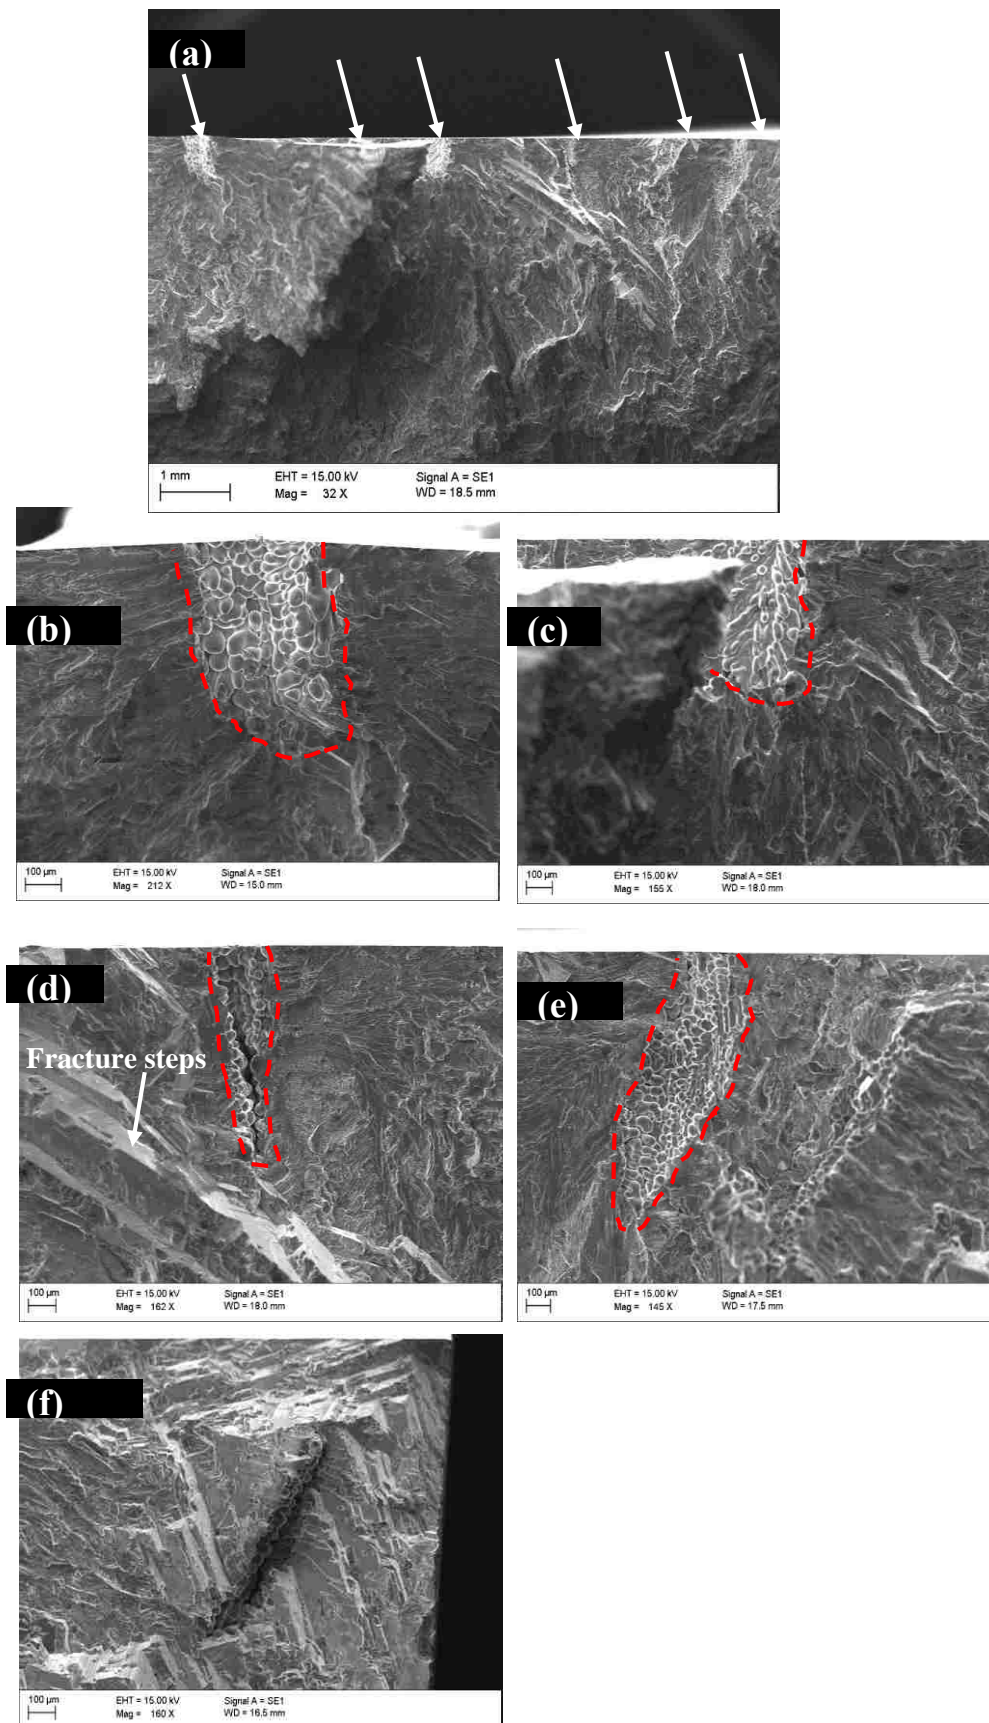 (a)
1 mm EHT = 15.00 kV Signal A = SE1
Mag = 32 X WD = 18.5 mm
(b)
100 µm EHT = 15.00 kV Signal A = SE1
Mag = 212 X WD = 15.0 mm
(c)
100 µm EHT = 15.00 kV Signal A = SE1
Mag = 155 X WD = 18.0 mm
(d)
Fracture steps
100 µm EHT = 15.00 kV Signal A = SE1
Mag = 162 X WD = 18.0 mm
(e)
100 µm EHT = 15.00 kV Signal A = SE1
Mag = 145 X WD = 17.5 mm
(f)
100 µm EHT = 15.00 kV Signal A = SE1
Mag = 160 X WD = 16.5 mm